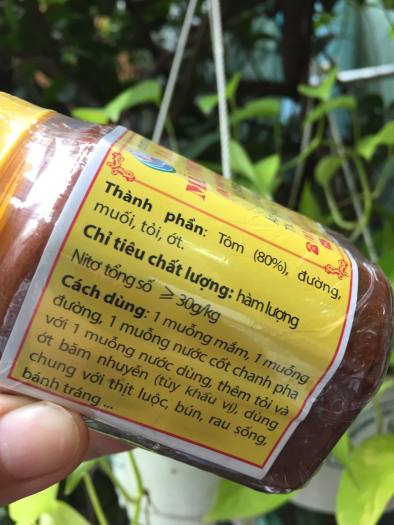 Thành phần: Tôm (80%), đường,
muối, tỏi, ớt.
Chỉ tiêu chất lượng: hàm lượng
Nitơ tổng số ≥ 30g/kg
Cách dùng: 1 muỗng mắm, 1 muỗng
đường, 1 muỗng nước cốt chanh pha
với 1 muỗng nước dùng, thêm tỏi và
ớt băm nhuyễn (tùy khẩu vị), dùng
chung với thịt luộc, bún, rau sống,
bánh tráng ...